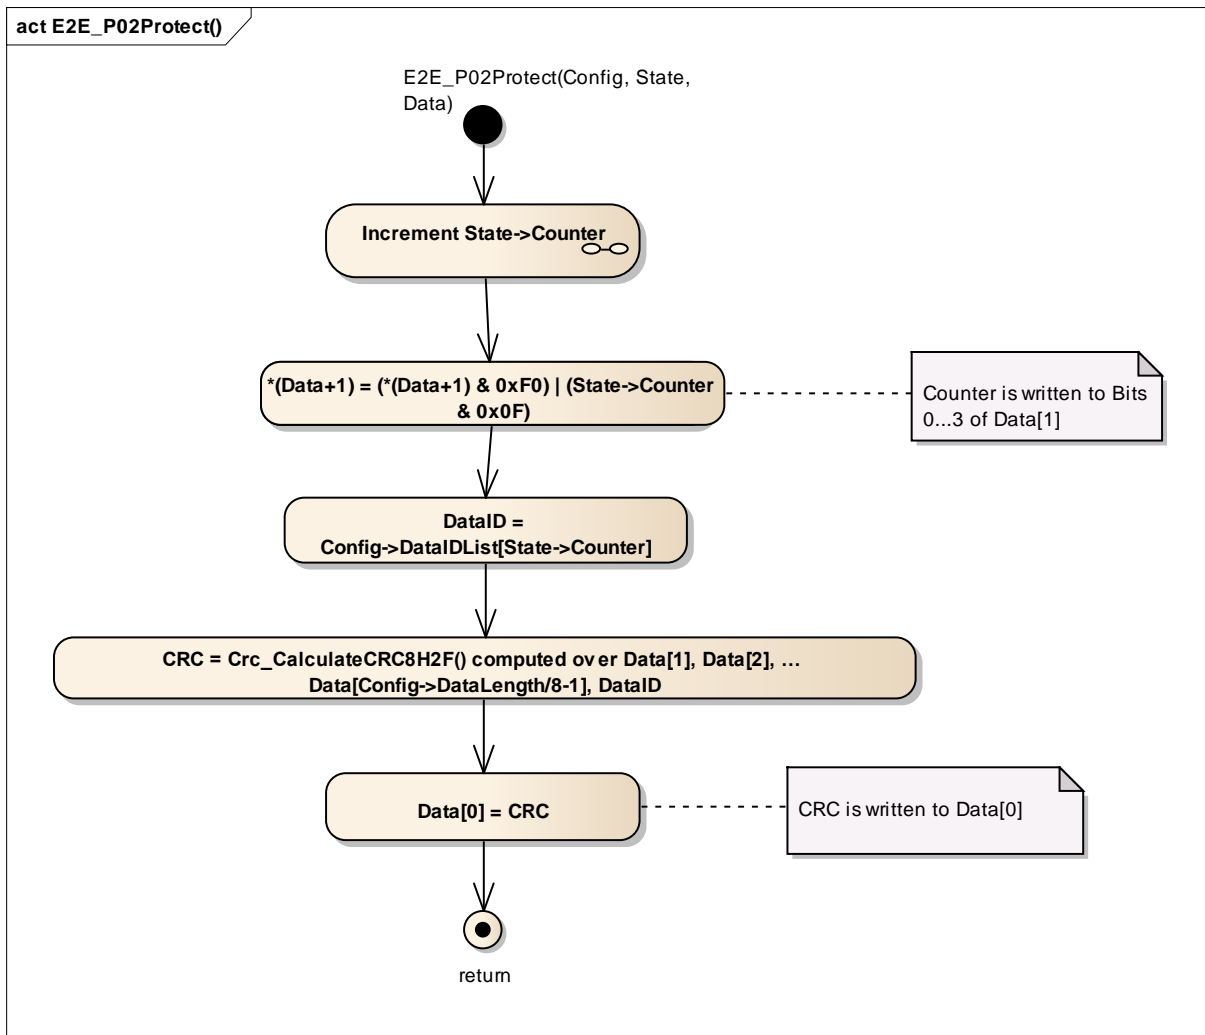 act E2E_P02Protect()
E2E_P02Protect(Config, State,
Data)
Increment State->Counter
*(Data+1) = (*(Data+1) & 0xF0) | (State->Counter
& 0x0F)
Counter is written to Bits
0...3 of Data[1]
DataID =
Config->DataIDList[State->Counter]
CRC = Crc_CalculateCRC8H2F() computed over Data[1], Data[2], ...
Data[Config->DataLength/8-1], DataID
Data[0] = CRC
CRC is written to Data[0]
return